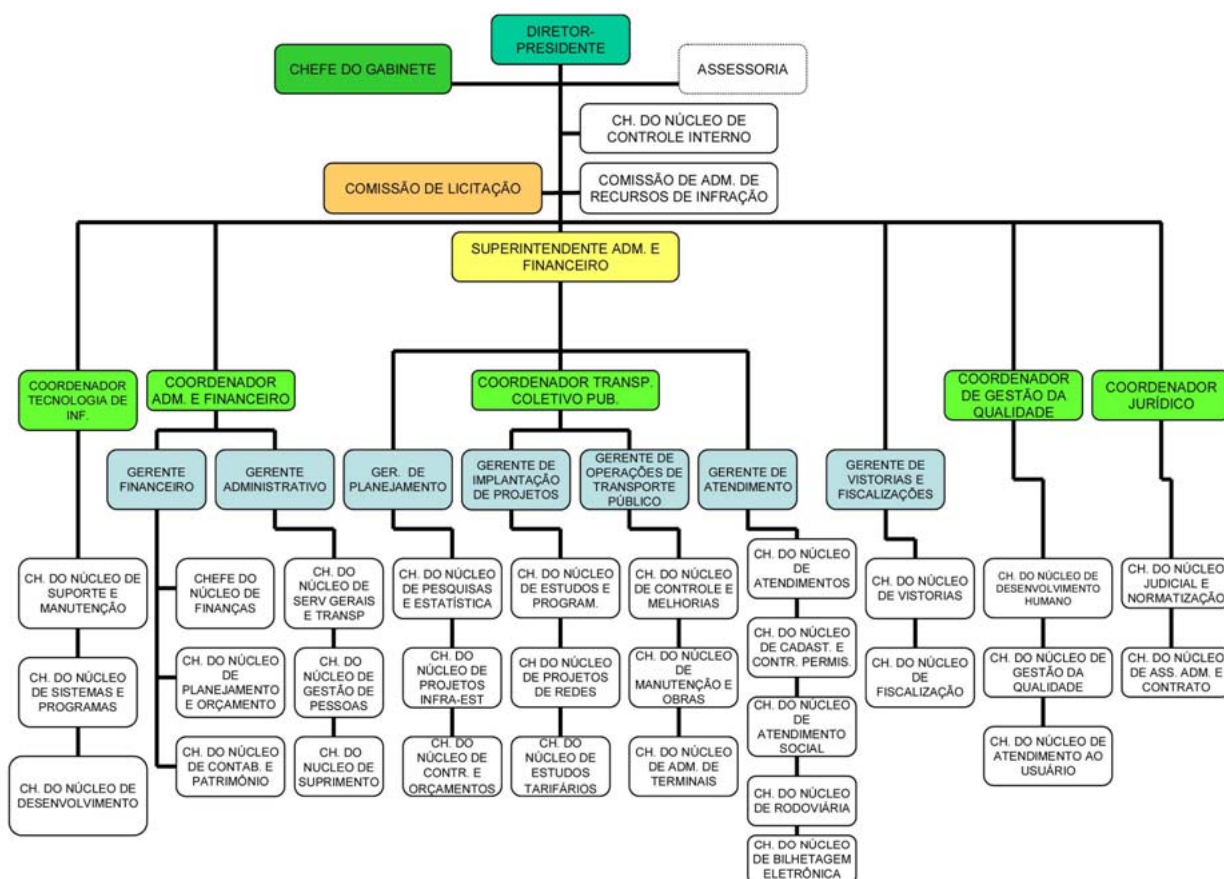 DIRETOR-
PRESIDENTE
CHEFE DO GABINETE
ASSESSORIA
CH. DO NÚCLEO DE
CONTROLE INTERNO
COMISSÃO DE LICITAÇÃO
COMISSÃO DE ADM. DE
RECURSOS DE INFRAÇÃO
SUPERINTENDENTE ADM. E
FINANCEIRO
COORDENADOR
TECNOLOGIA DE
INF.
COORDENADOR
ADM. E FINANCEIRO
COORDENADOR TRANSP.
COLETIVO PUB.
COORDENADOR
DE GESTÃO DA
QUALIDADE
COORDENADOR
JURÍDICO
GERENTE
FINANCEIRO
GERENTE
ADMINISTRATIVO
GER. DE
PLANEJAMENTO
GERENTE DE
IMPLANTAÇÃO
DE PROJETOS
GERENTE DE
OPERAÇÕES DE
TRANSPORTE
PÚBLICO
GERENTE DE
ATENDIMENTO
GERENTE DE
VISTORIAS E
FISCALIZAÇÕES
CH. DO NÚCLEO DE
SUPORTE E
MANUTENÇÃO
CHEFE DO
NÚCLEO DE
FINANÇAS
CH. DO
NÚCLEO DE
SERV GERAIS
E TRANSP
CH. DO NÚCLEO
DE PESQUISAS
E ESTATÍSTICA
CH. DO NÚCLEO
DE ESTUDOS E
PROGRAM.
CH. DO NÚCLEO
DE CONTROLE E
MELHORIAS
CH. DO NÚCLEO
DE
ATENDIMENTOS
CH. DO NÚCLEO
DE VISTORIAS
CH. DO NÚCLEO DE
DESENVOLVIMENTO
HUMANO
CH. DO NÚCLEO
JUDICIAL E
NORMATIZAÇÃO
CH. DO NÚCLEO
DE SISTEMAS E
PROGRAMAS
CH. DO NÚCLEO
DE
PLANEJAMENTO
E ORÇAMENTO
CH. DO
NÚCLEO DE
GESTÃO DE
PESSOAS
CH. DO
NÚCLEO DE
PROJETOS
INFRA-EST
CH DO NÚCLEO
DE PROJETOS
DE REDES
CH. DO NÚCLEO
DE
MANUTENÇÃO E
OBRAS
CH. DO NÚCLEO
DE CADAST. E
CONTR. PERMIS.
CH. DO NÚCLEO
DE
FISCALIZAÇÃO
CH. DO NÚCLEO DE
GESTÃO DA
QUALIDADE
CH. DO NÚCLEO
DE ASS. ADM. E
CONTRATO
CH. DO NÚCLEO DE
DESENVOLVIMENTO
CH. DO NÚCLEO
DE CONTAB. E
PATRIMÔNIO
CH. DO
NUCLEO DE
SUPRIMENTO
CH. DO
NÚCLEO DE
CONTR. E
ORÇAMENTOS
CH. DO
NÚCLEO DE
ESTUDOS
TARIFÁRIOS
CH. DO NÚCLEO
DE ADM. DE
TERMINAIS
CH. DO NÚCLEO
DE
ATENDIMENTO
SOCIAL
CH. DO NÚCLEO DE
ATENDIMENTO AO
USUÁRIO
CH. DO NÚCLEO
DE RODOVIÁRIA
CH. DO NÚCLEO
DE BILHETAGEM
ELETRÔNICA